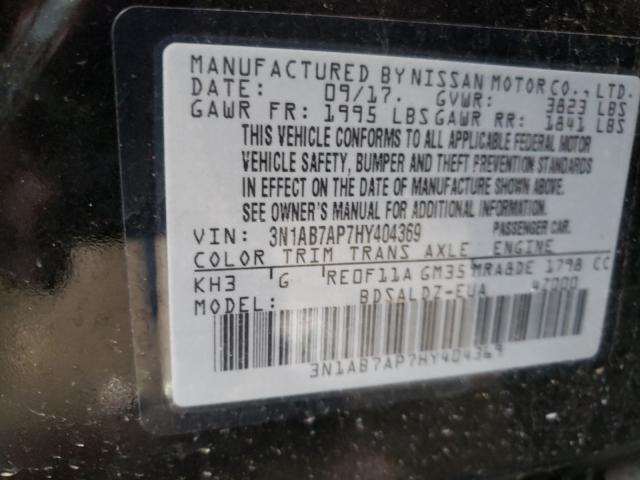 MANUFACTURED BY NISSAN MOTOR CO., LTD.
DATE: 09/17. GVWR: 3823 LBS
GAWR FR: 1995 LBS GAWR RR: 1841 LBS
THIS VEHICLE CONFORMS TO ALL APPLICABLE FEDERAL MOTOR
VEHICLE SAFETY, BUMPER AND THEFT PREVENTION STANDARDS
IN EFFECT ON THE DATE OF MANUFACTURE SHOWN ABOVE.
SEE OWNER'S MANUAL FOR ADDITIONAL INFORMATION.
VIN: 3N1AB7AP7HY404369 PASSENGER CAR.
COLOR TRIM TRANS AXLE ENGINE
KH3 G RE0F11A GM35 MRA8DE 1798 CC
MODEL: BDSALDZ-EUA 47000
3N1AB7AP7HY404369